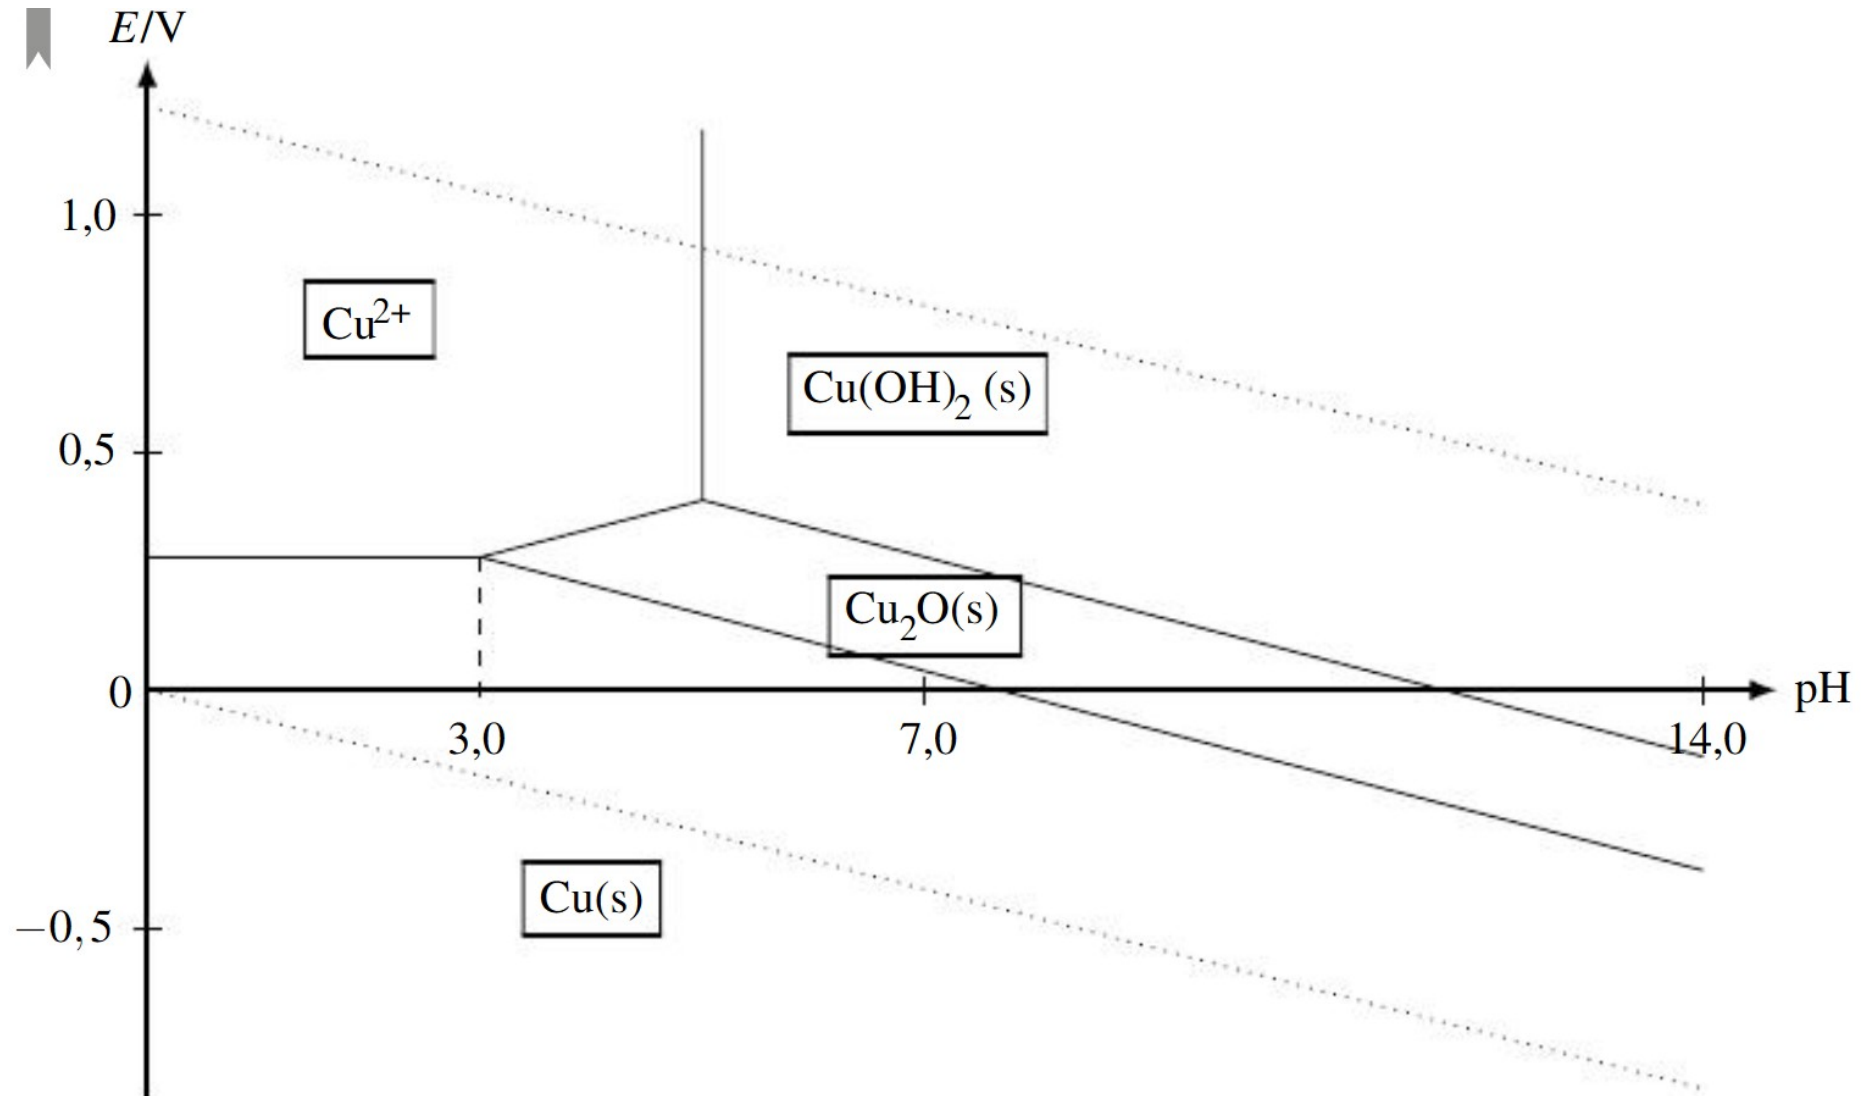 E/V
1,0
Cu²⁺
Cu(OH)₂ (s)
0,5
Cu₂O(s)
0
pH
3,0
7,0
14,0
Cu(s)
−0,5